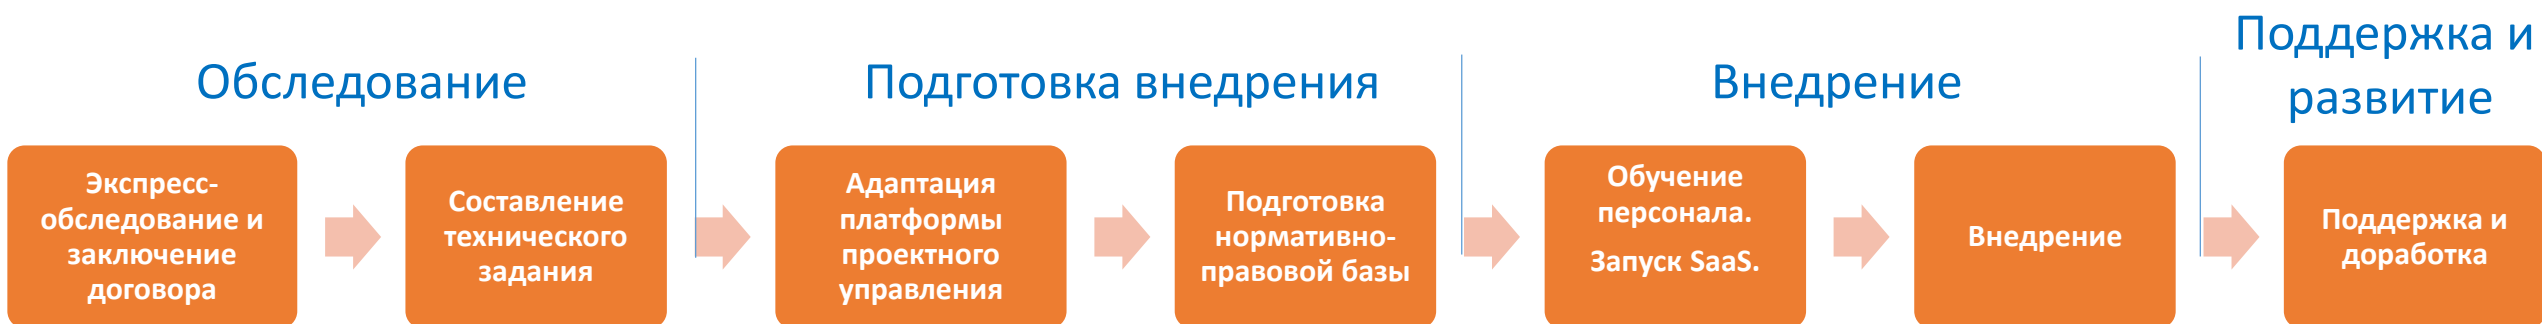 Обследование
Подготовка внедрения
Внедрение
Поддержка и
развитие
Экспресс-
обследование и
заключение
договора
Составление
технического
задания
Адаптация
платформы
проектного
управления
Подготовка
нормативно-
правовой базы
Обучение
персонала.
Запуск SaaS.
Внедрение
Поддержка и
доработка